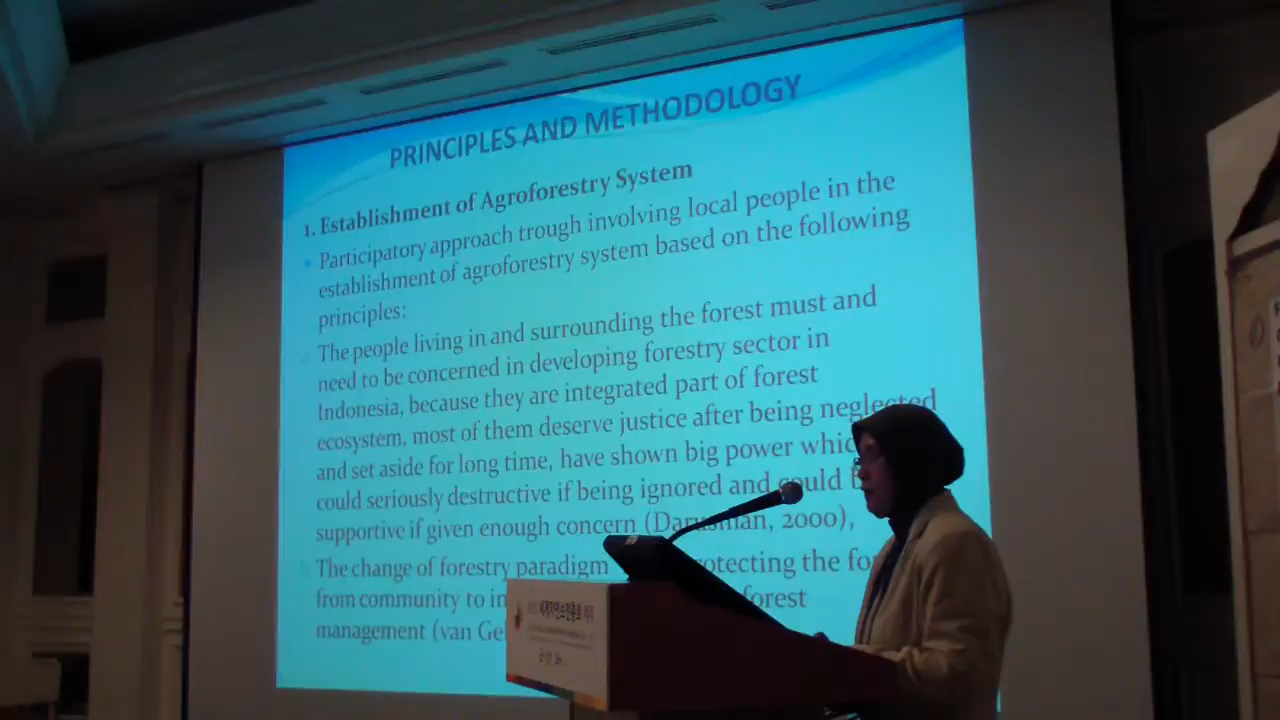 PRINCIPLES AND METHODOLOGY
1. Establishment of Agroforestry System
Participatory approach trough involving local people in the
establishment of agroforestry system based on the following
principles:
The people living in and surrounding the forest must and
need to be concerned in developing forestry sector in
Indonesia, because they are integrated part of forest
ecosystem, most of them deserve justice after being neglected
and set aside for long time, have shown big power
could seriously destructive if being ignored and could
supportive if given enough concern (Darusman, 2000),
The change of forestry paradigm
from community to
forest
management (van